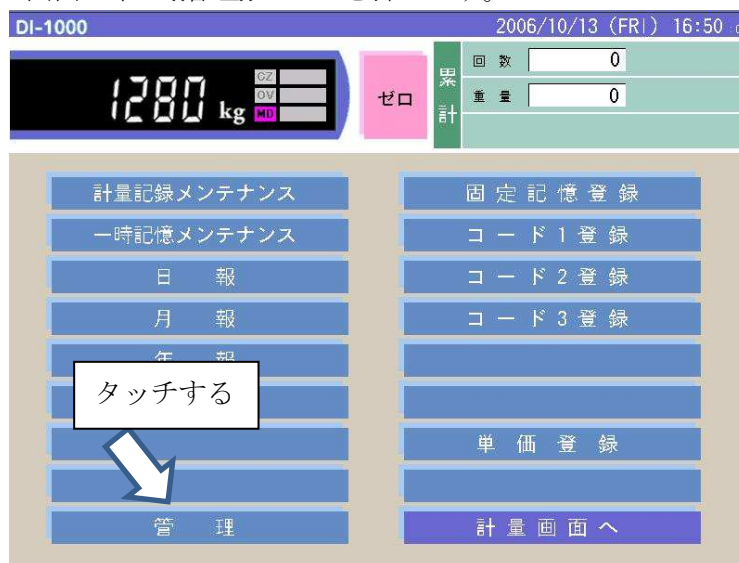 DI-1000 2006/10/13 (FRI) 16:50
1280 kg
CZ
OV
MD
ゼロ
累計
回数 0
重量 0
計量記録メンテナンス
一時記憶メンテナンス
日 報
月 報
年 報
タッチする
管 理
固定記憶登録
コード1登録
コード2登録
コード3登録
単価登録
計量画面へ